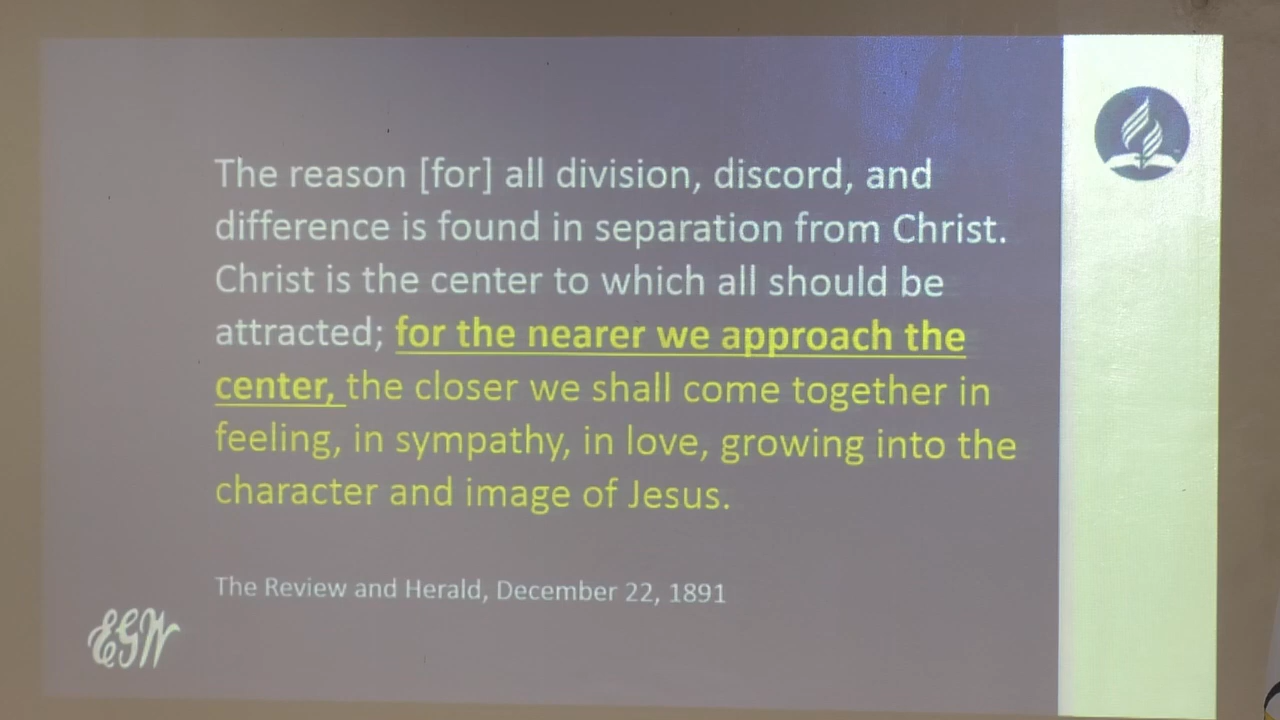 The reason [for] all division, discord, and
difference is found in separation from Christ.
Christ is the center to which all should be
attracted; for the nearer we approach the
center, the closer we shall come together in
feeling, in sympathy, in love, growing into the
character and image of Jesus.
The Review and Herald, December 22, 1891
EGW